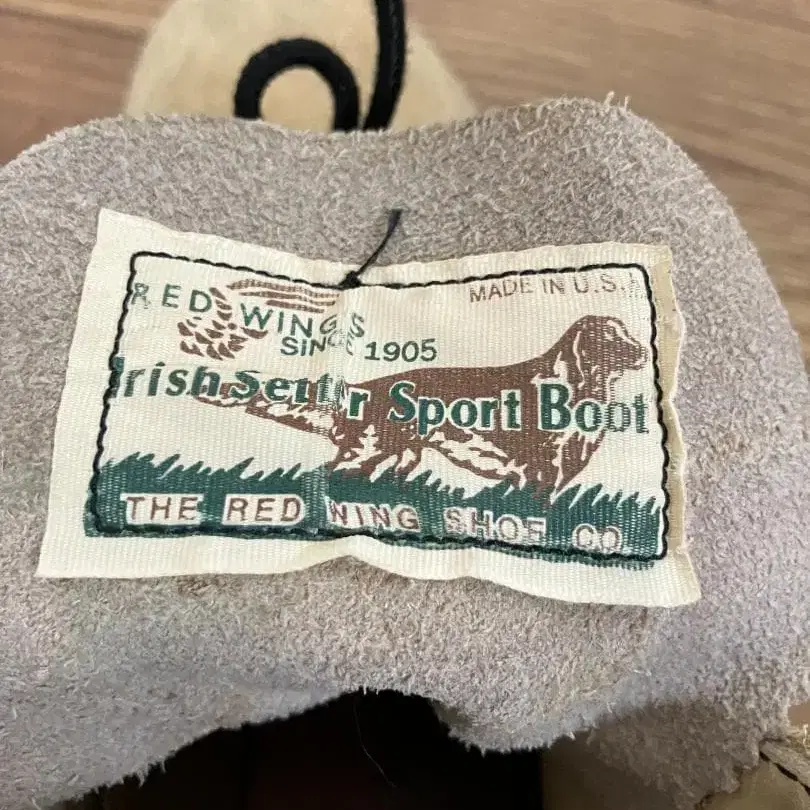 RED WINGS
MADE IN U.S.A
SINCE 1905
Irish Setter Sport Boot
THE RED WING SHOE CO.